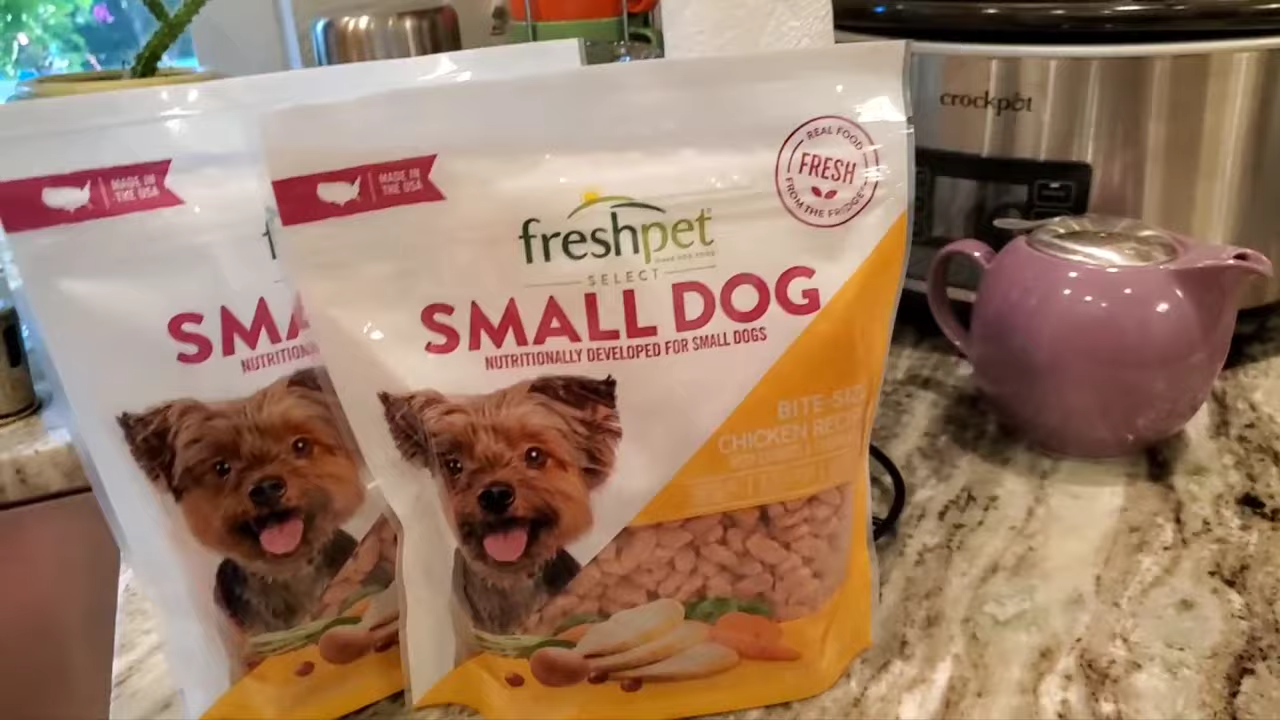 MADE IN
THE USA
SMA
NUTRITION
MADE IN
THE USA
REAL FOOD
FRESH
FROM THE FRIDGE
freshpet
SELECT
SMALL DOG
NUTRITIONALLY DEVELOPED FOR SMALL DOGS
BITE-SIZE
CHICKEN RECIPE
crockpot